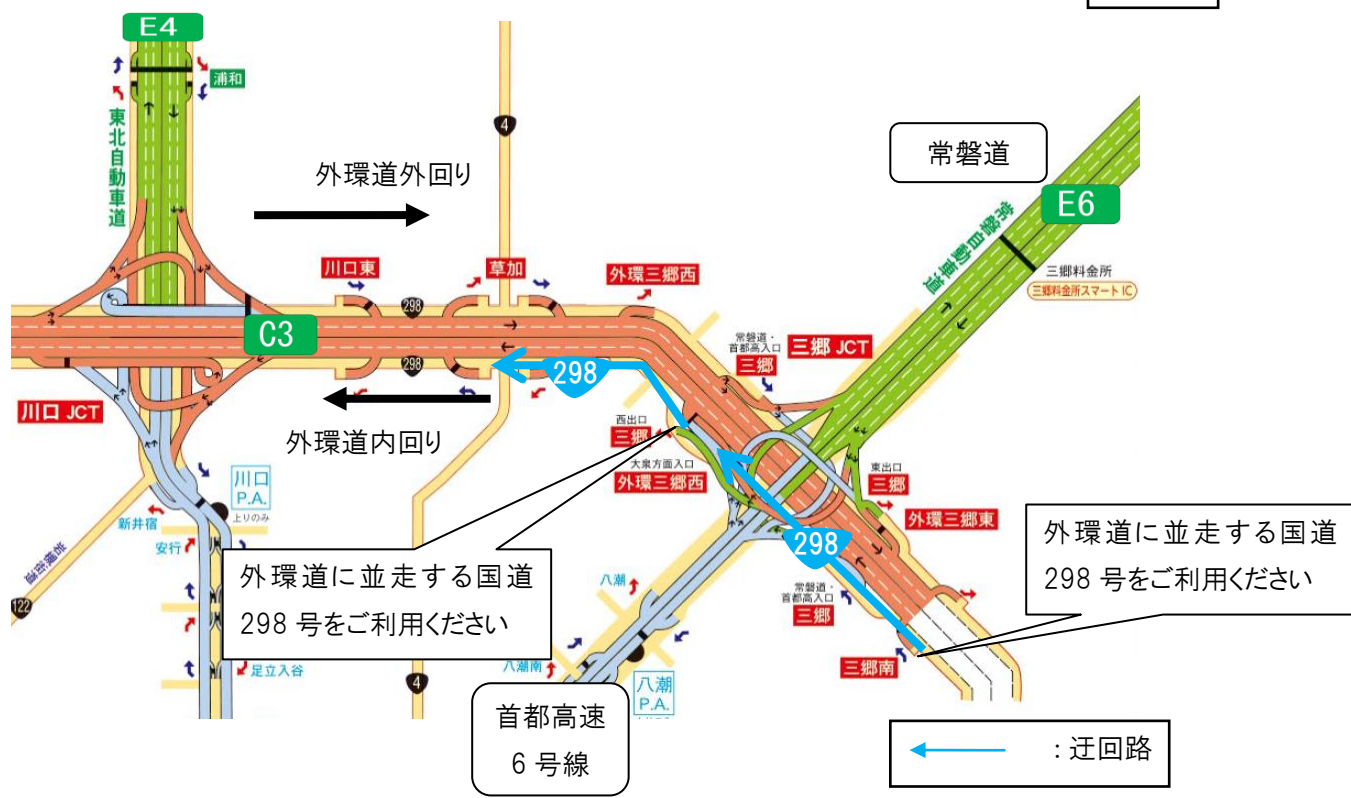 E4
浦和
東北自動車道
4
外環道外回り
常磐道
E6
常磐自動車道
三郷料金所
三郷料金所スマートIC
川口東
草加
外環三郷西
298
C3
298
常磐道・
首都高入口
三郷
三郷 JCT
298
川口 JCT
外環道内回り
西出口
三郷
大泉方面入口
外環三郷西
東出口
三郷
外環三郷東
川口
P.A.
上りのみ
新井宿
安行
岩槻街道
122
足立入谷
外環道に並走する国道
298 号をご利用ください
外環道に並走する国道
298 号をご利用ください
298
常磐道・
首都高入口
三郷
三郷南
八潮
八潮南
八潮
P.A.
4
首都高速
6 号線
：迂回路